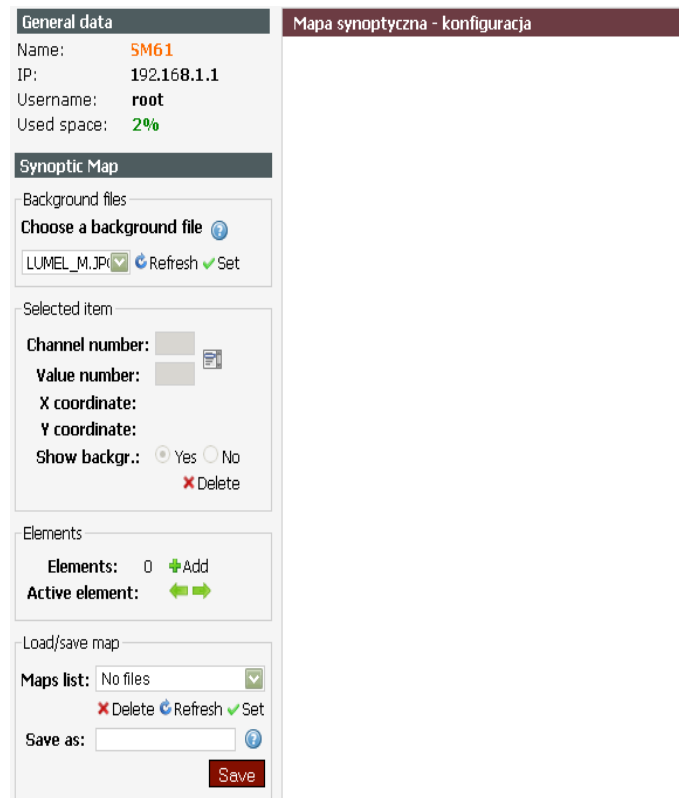 General data
Name: SM61
IP: 192.168.1.1
Username: root
Used space: 2%
Synoptic Map
Background files
Choose a background file
LUMEL_M.JP Refresh Set
Selected item
Channel number:
Value number:
X coordinate:
Y coordinate:
Show backgr.: Yes No
Delete
Elements
Elements: 0 Add
Active element:
Load/save map
Maps list: No files
Delete Refresh Set
Save as:
Save
Mapa synoptyczna - konfiguracja